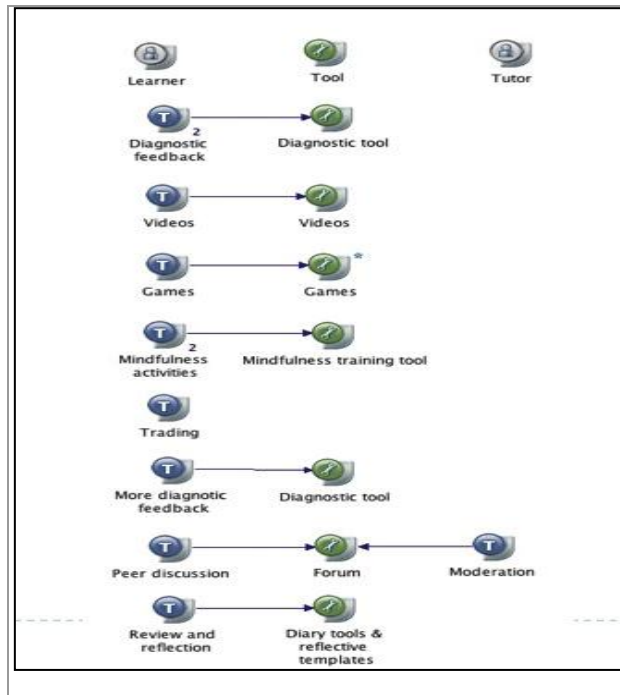 Learner Tool Tutor
2
Diagnostic Diagnostic tool
feedback
Videos Videos
*
Games Games
2
Mindfulness Mindfulness training tool
activities
Trading
More diagnotic Diagnostic tool
feedback
Peer discussion Forum Moderation
Review and Diary tools &
reflection reflective
templates